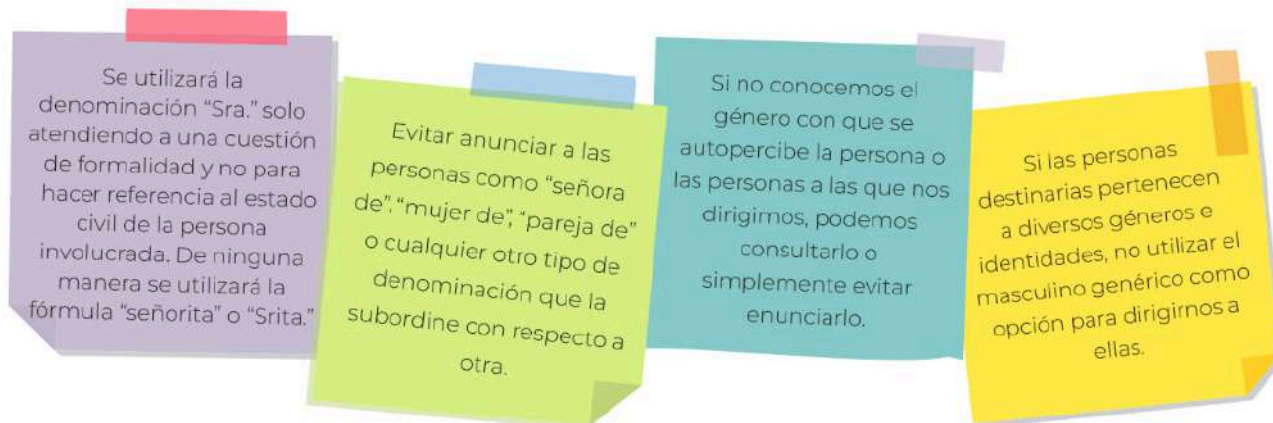 Se utilizará la
denominación “Sra.” solo
atendiendo a una cuestión
de formalidad y no para
hacer referencia al estado
civil de la persona
involucrada. De ninguna
manera se utilizará la
fórmula “señorita” o “Srita.”
Evitar anunciar a las
personas como “señora
de”. “mujer de”, “pareja de”
o cualquier otro tipo de
denominación que la
subordine con respecto a
otra.
Si no conocemos el
género con que se
autopercibe la persona o
las personas a las que nos
dirigimos, podemos
consultarlo o
simplemente evitar
enunciarlo.
Si las personas
destinarias pertenecen
a diversos géneros e
identidades, no utilizar el
masculino genérico como
opción para dirigirnos a
ellas.